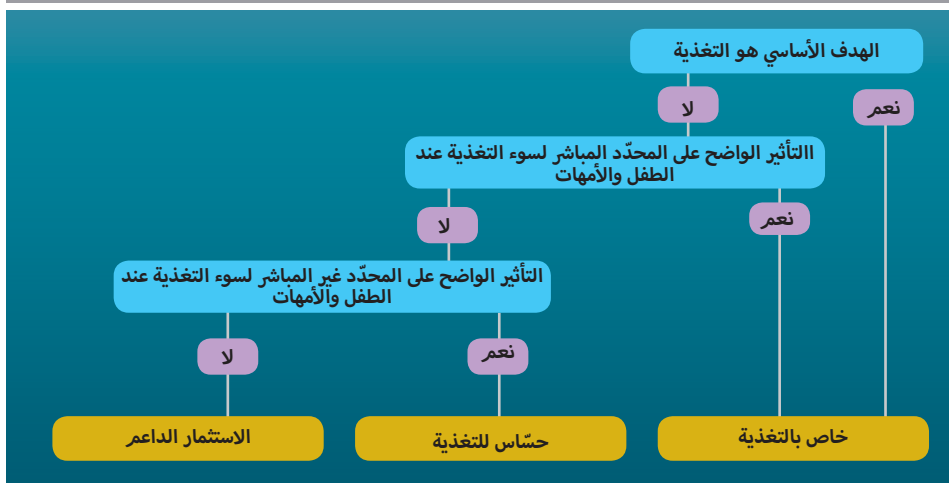 الهدف الأساسي هو التغذية
نعم
لا
االتأثير الواضح على المحدّد المباشر لسوء التغذية عند
الطفل والأمهات
نعم
لا
التأثير الواضح على المحدّد غير المباشر لسوء التغذية عند
الطفل والأمهات
نعم
لا
خاص بالتغذية
حسّاس للتغذية
الاستثمار الداعم